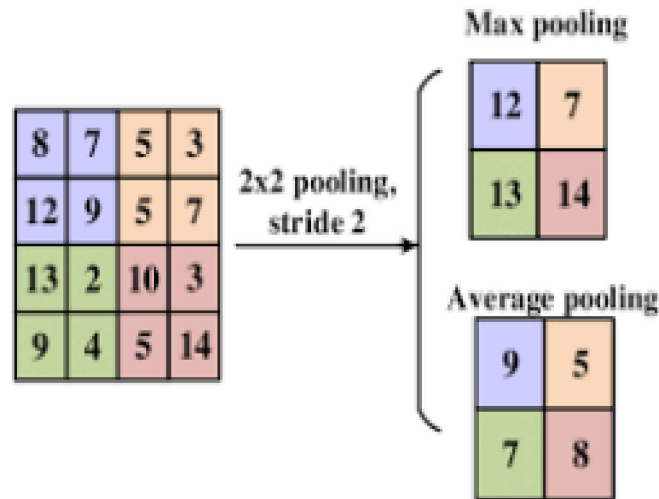 Max pooling
12 7
13 14
8 7 5 3
12 9 5 7
13 2 10 3
9 4 5 14
2x2 pooling,
stride 2
Average pooling
9 5
7 8